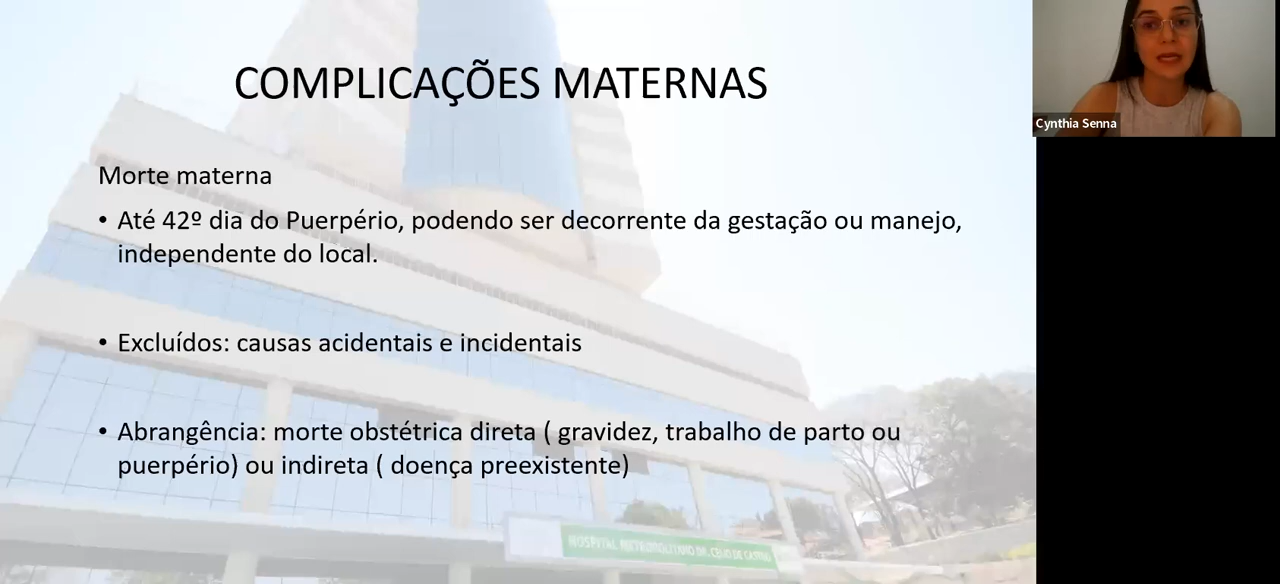 COMPLICAÇÕES MATERNAS
Cynthia Senna
Morte materna
• Até 42º dia do Puerpério, podendo ser decorrente da gestação ou manejo,
independente do local.
• Excluídos: causas acidentais e incidentais
• Abrangência: morte obstétrica direta ( gravidez, trabalho de parto ou
puerpério) ou indireta ( doença preexistente)
HOSPITAL METROPOLITANO DR. CÉLIO DE CASTRO